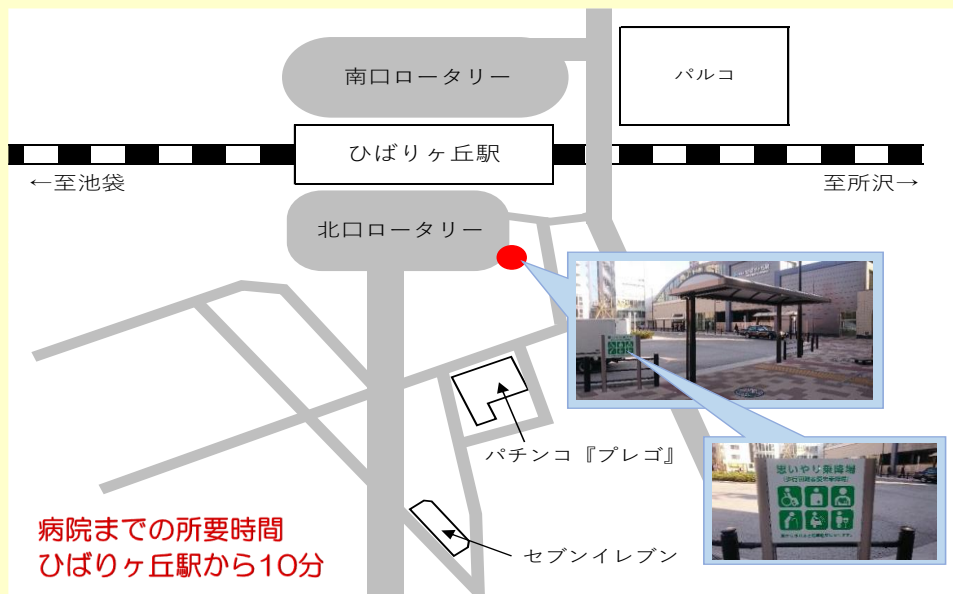 南口ロータリー
パルコ
ひばりヶ丘駅
←至池袋
至所沢→
北口ロータリー
パチンコ『プレゴ』
思いやり乗降場
セブンイレブン
病院までの所要時間
ひばりヶ丘駅から10分